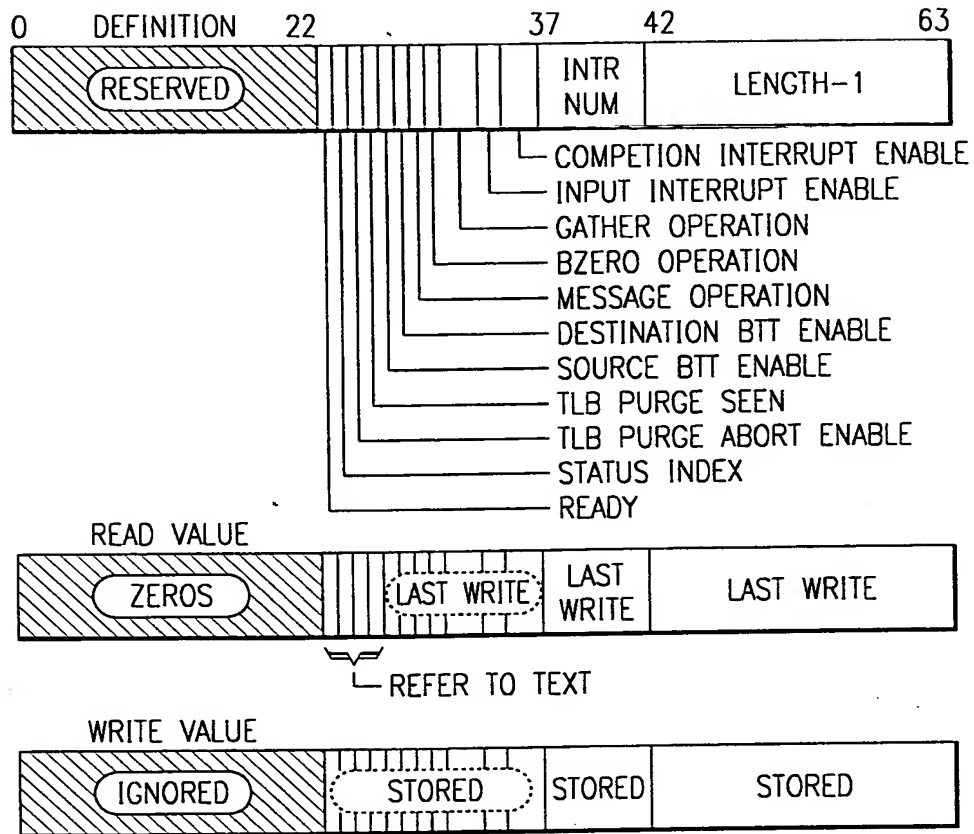 0 DEFINITION 22 37 42 63
RESERVED
INTR
NUM
LENGTH-1
COMPETION INTERRUPT ENABLE
INPUT INTERRUPT ENABLE
GATHER OPERATION
BZERO OPERATION
MESSAGE OPERATION
DESTINATION BTT ENABLE
SOURCE BTT ENABLE
TLB PURGE SEEN
TLB PURGE ABORT ENABLE
STATUS INDEX
READY
READ VALUE
ZEROS
LAST WRITE
LAST
WRITE
LAST WRITE
REFER TO TEXT
WRITE VALUE
IGNORED
STORED
STORED
STORED